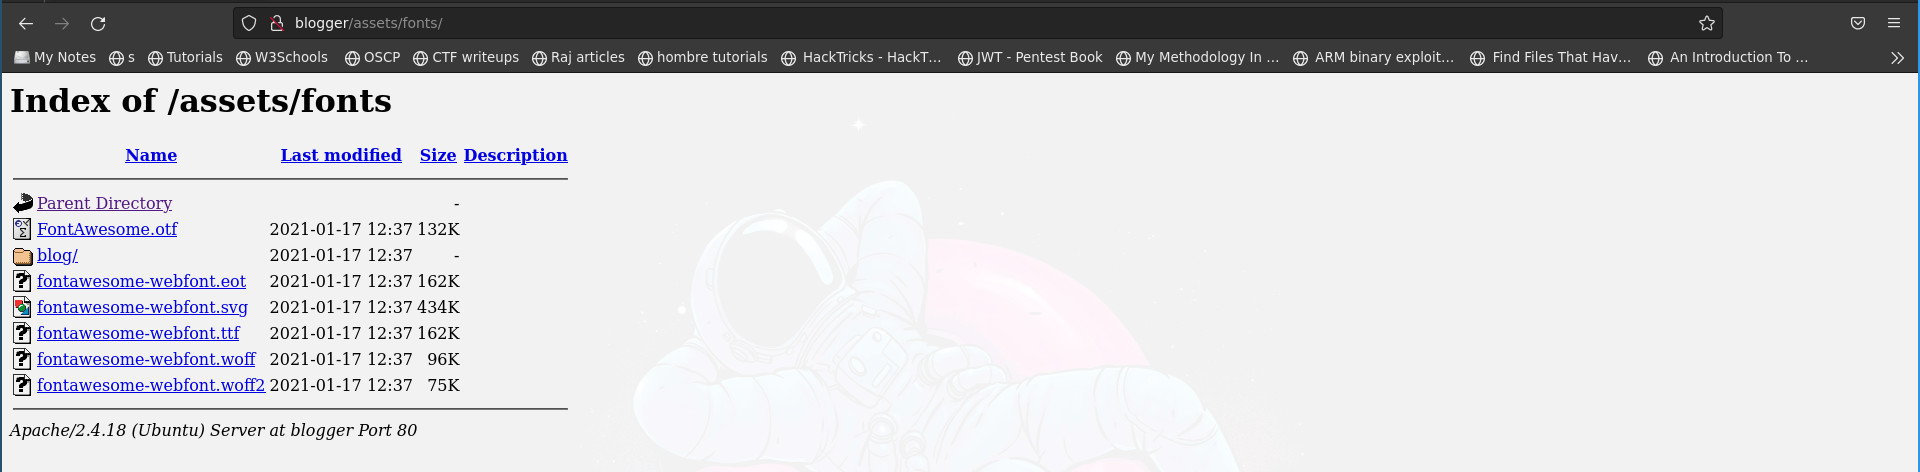 blogger/assets/fonts/
My Notes s Tutorials W3Schools OSCP CTF writeups Raj articles hombre tutorials HackTricks - HackT… JWT - Pentest Book My Methodology In … ARM binary exploit… Find Files That Hav… An Introduction To …
Index of /assets/fonts
Name Last modified Size Description
Parent Directory -
FontAwesome.otf 2021-01-17 12:37 132K
blog/ 2021-01-17 12:37 -
fontawesome-webfont.eot 2021-01-17 12:37 162K
fontawesome-webfont.svg 2021-01-17 12:37 434K
fontawesome-webfont.ttf 2021-01-17 12:37 162K
fontawesome-webfont.woff 2021-01-17 12:37 96K
fontawesome-webfont.woff2 2021-01-17 12:37 75K
Apache/2.4.18 (Ubuntu) Server at blogger Port 80